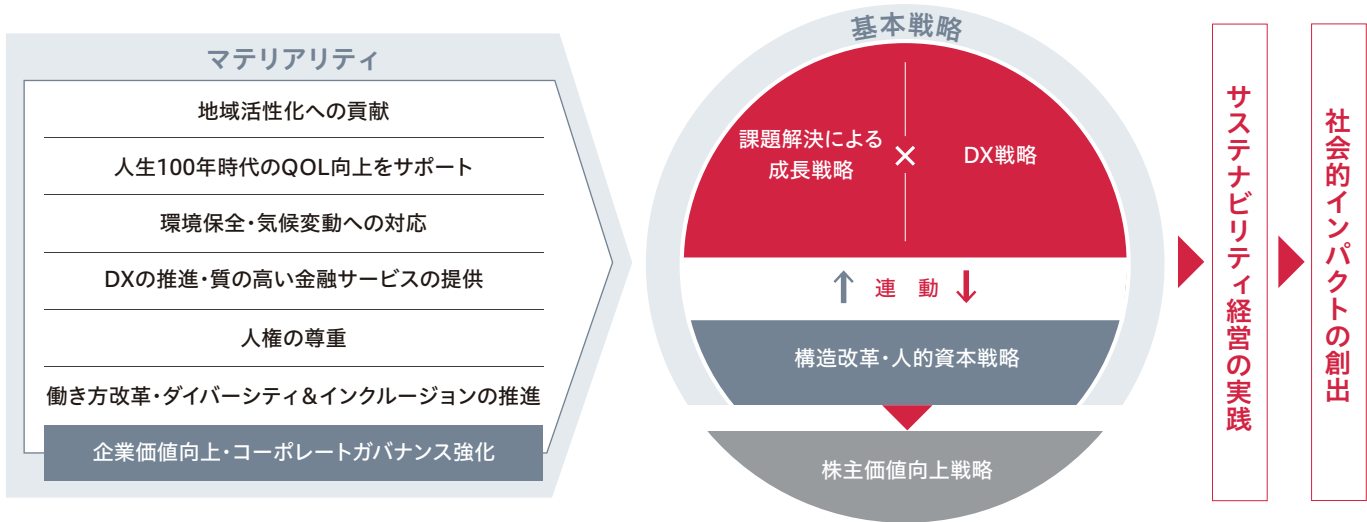 マテリアリティ
地域活性化への貢献
人生100年時代のQOL向上をサポート
環境保全・気候変動への対応
DXの推進・質の高い金融サービスの提供
人権の尊重
働き方改革・ダイバーシティ＆インクルージョンの推進
企業価値向上・コーポレートガバナンス強化
基本戦略
課題解決による
成長戦略
×
DX戦略
↑ 連 動 ↓
構造改革・人的資本戦略
株主価値向上戦略
サステナビリティ経営の実践
社会的インパクトの創出